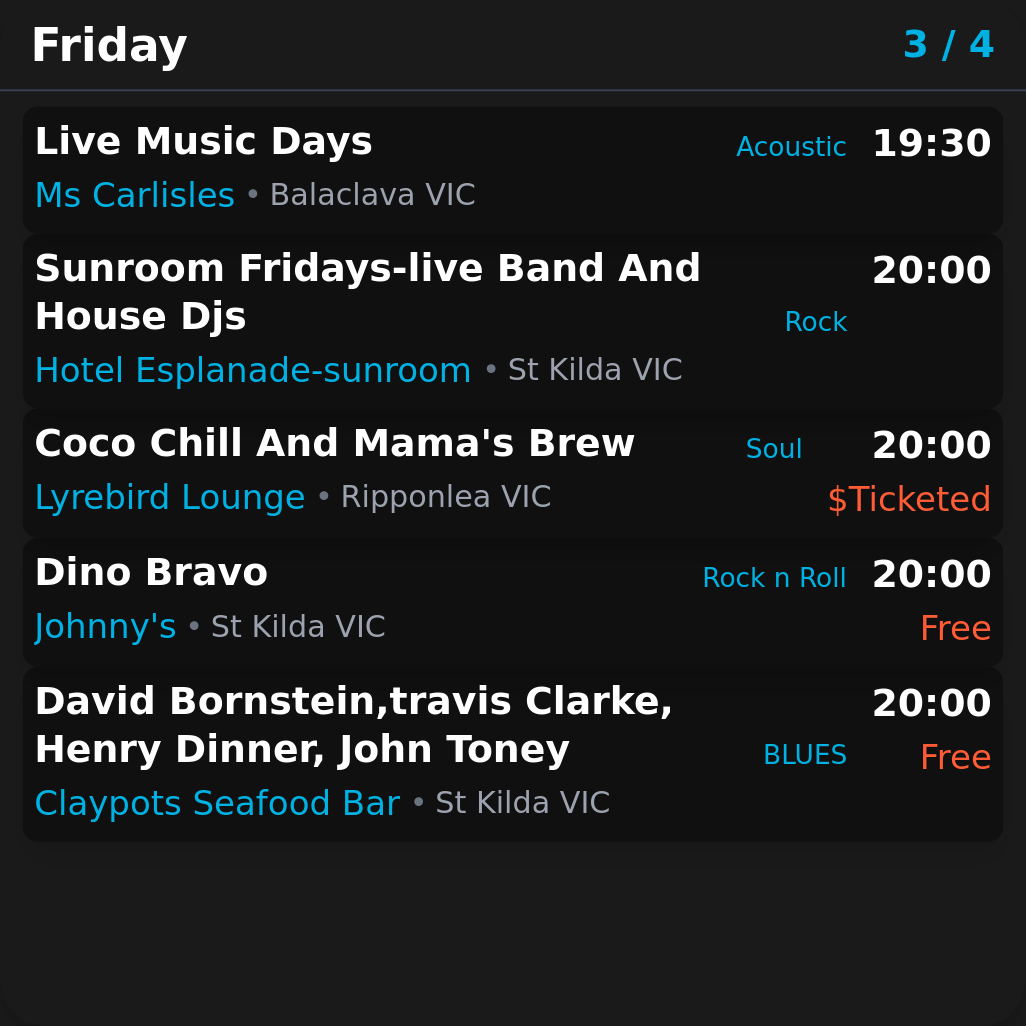 Friday 3 / 4
Live Music Days Acoustic 19:30
Ms Carlisles • Balaclava VIC
Sunroom Fridays-live Band And 20:00
House Djs Rock
Hotel Esplanade-sunroom • St Kilda VIC
Coco Chill And Mama's Brew Soul 20:00
Lyrebird Lounge • Ripponlea VIC $Ticketed
Dino Bravo Rock n Roll 20:00
Johnny's • St Kilda VIC Free
David Bornstein,travis Clarke, 20:00
Henry Dinner, John Toney BLUES Free
Claypots Seafood Bar • St Kilda VIC